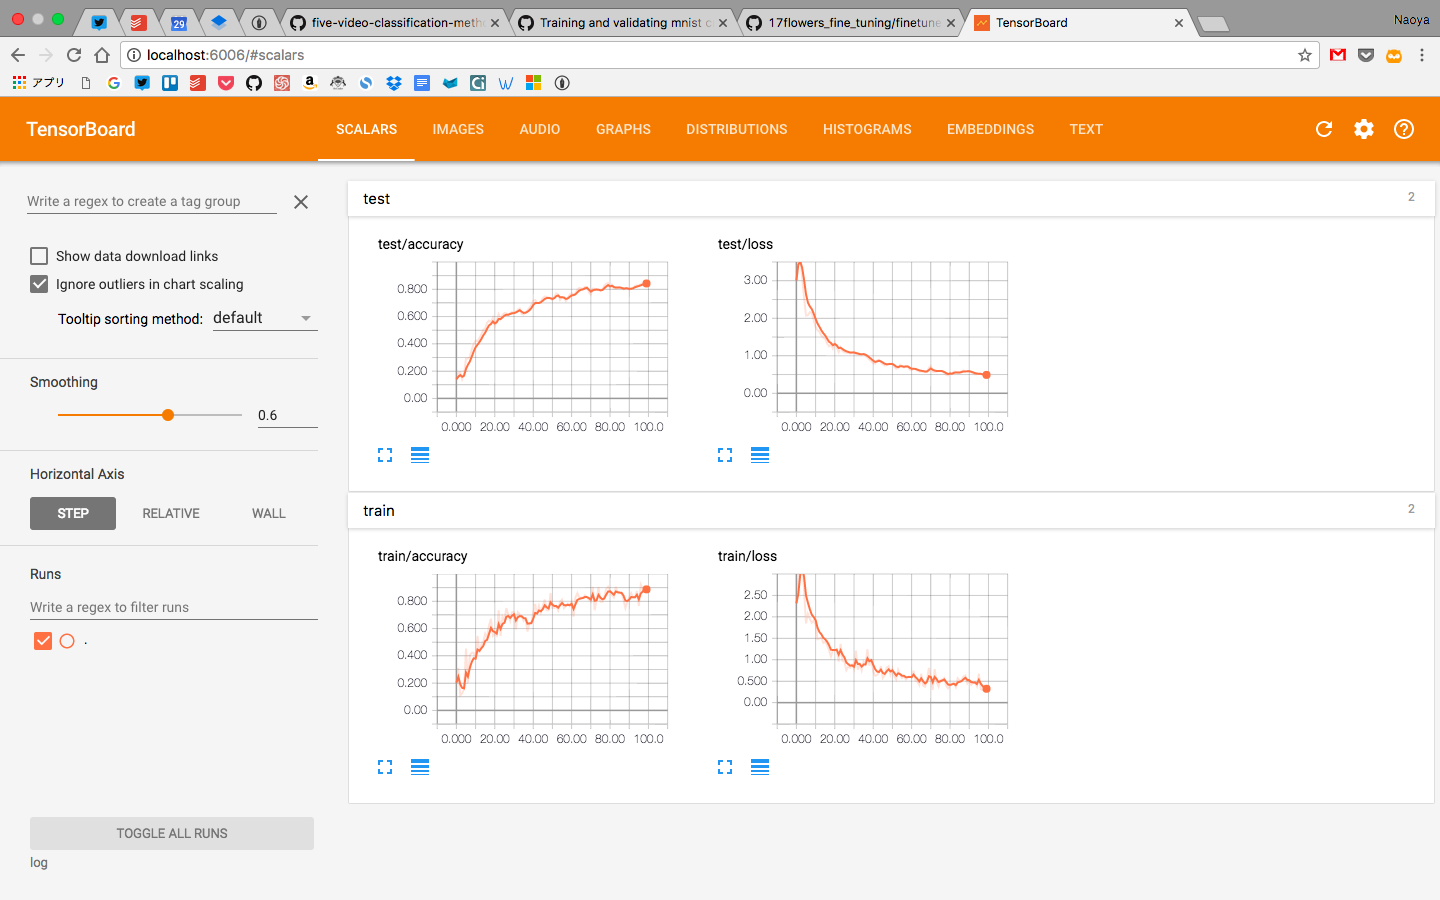 five-video-classification-meth
Training and validating mnist c
17flowers_fine_tuning/finetune
TensorBoard
Naoya
29
localhost:6006/#scalars
アプリ
TensorBoard
SCALARS
IMAGES
AUDIO
GRAPHS
DISTRIBUTIONS
HISTOGRAMS
EMBEDDINGS
TEXT
Write a regex to create a tag group
Show data download links
Ignore outliers in chart scaling
Tooltip sorting method: default
Smoothing
0.6
Horizontal Axis
STEP RELATIVE WALL
Runs
Write a regex to filter runs
.
TOGGLE ALL RUNS
log
test
2
test/accuracy
0.800
0.600
0.400
0.200
0.00
0.000 20.00 40.00 60.00 80.00 100.0
test/loss
3.00
2.00
1.00
0.00
0.000 20.00 40.00 60.00 80.00 100.0
train
2
train/accuracy
0.800
0.600
0.400
0.200
0.00
0.000 20.00 40.00 60.00 80.00 100.0
train/loss
2.50
2.00
1.50
1.00
0.500
0.00
0.000 20.00 40.00 60.00 80.00 100.0